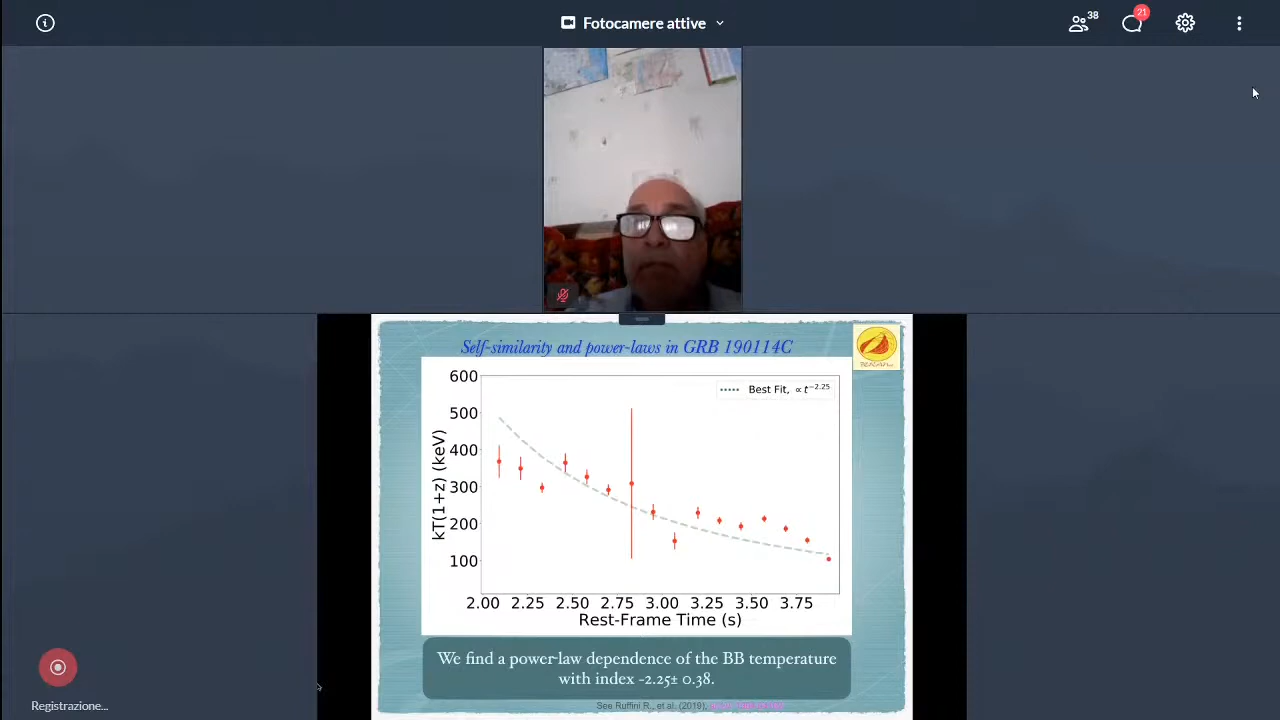 Fotocamere attive
38
21
Self-similarity and power-laws in GRB 190114C
Best Fit, ∝ t^−2.25
600
500
400
300
200
100
kT(1+z) (keV)
2.00 2.25 2.50 2.75 3.00 3.25 3.50 3.75
Rest-Frame Time (s)
We find a power-law dependence of the BB temperature
with index -2.25± 0.38.
See Ruffini R., et al. (2019),
Registrazione...